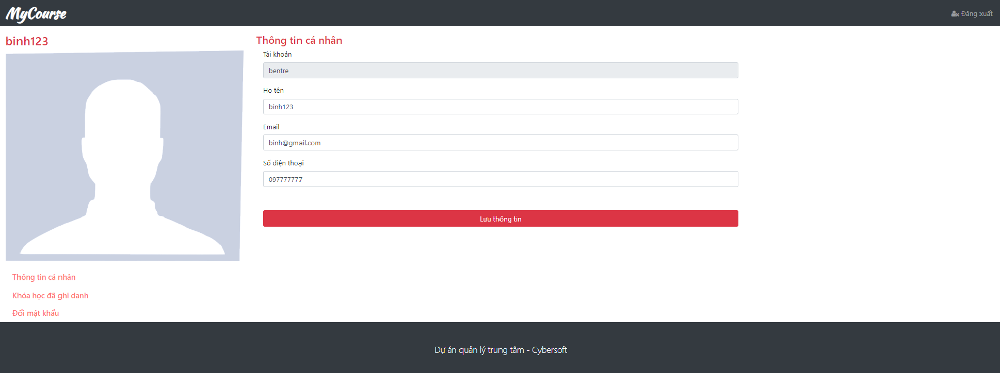 MyCourse
Đăng xuất
binh123
Thông tin cá nhân
Khóa học đã ghi danh
Đổi mật khẩu
Thông tin cá nhân
Tài khoản
bentre
Họ tên
binh123
Email
binh@gmail.com
Số điện thoại
097777777
Lưu thông tin
Dự án quản lý trung tâm - Cybersoft